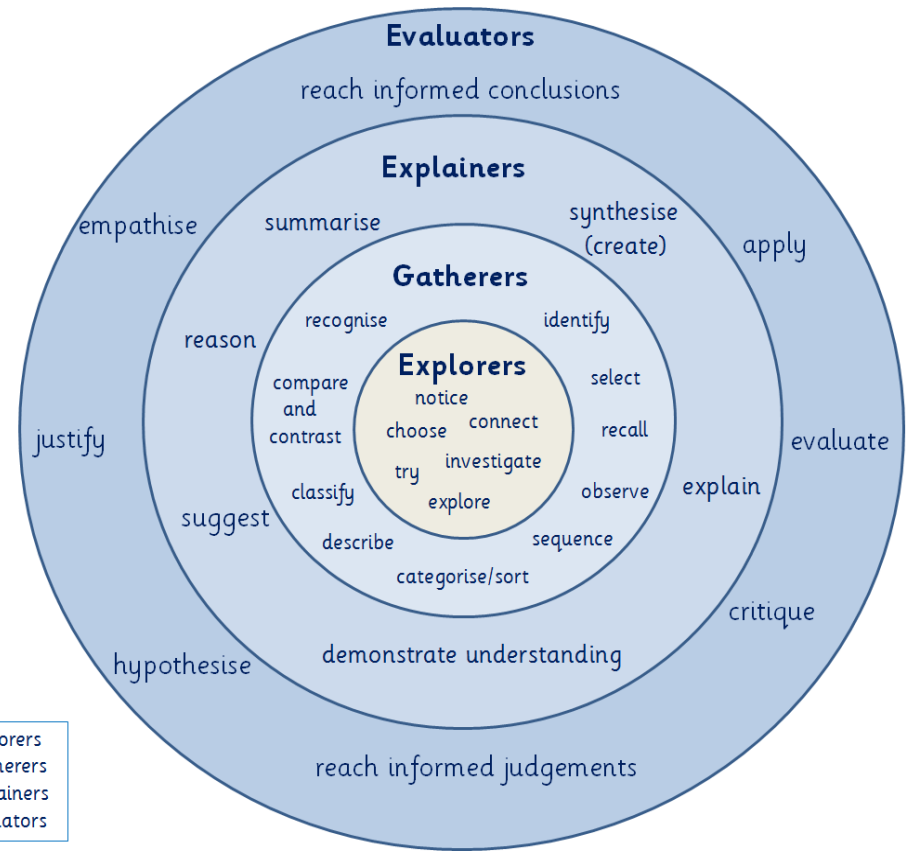 Evaluators
reach informed conclusions
Explainers
empathise
summarise
synthesise
(create)
apply
Gatherers
recognise
identify
reason
Explorers
compare
and
contrast
notice
choose
connect
select
recall
justify
evaluate
try
investigate
explore
classify
observe
explain
suggest
describe
sequence
categorise/sort
critique
hypothesise
demonstrate understanding
reach informed judgements